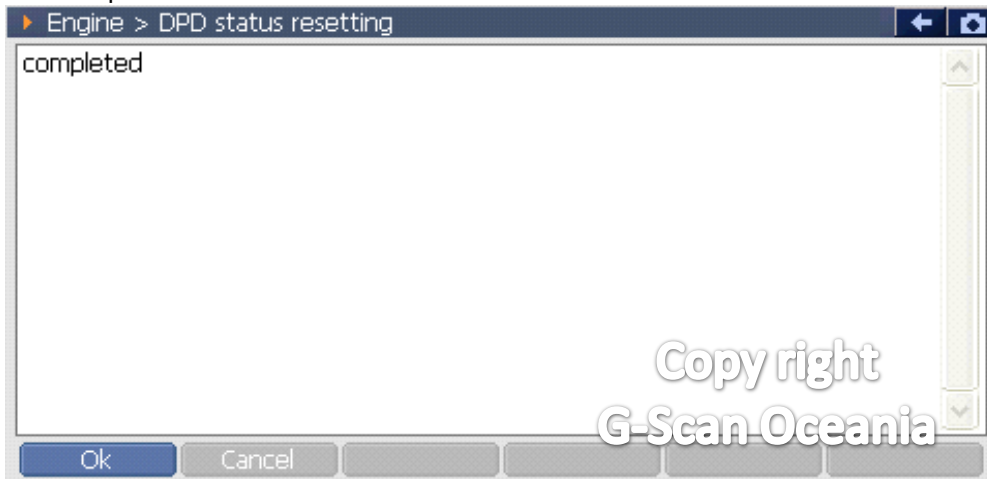 Engine > DPD status resetting
completed
Copy right
G-Scan Oceania
Ok
Cancel